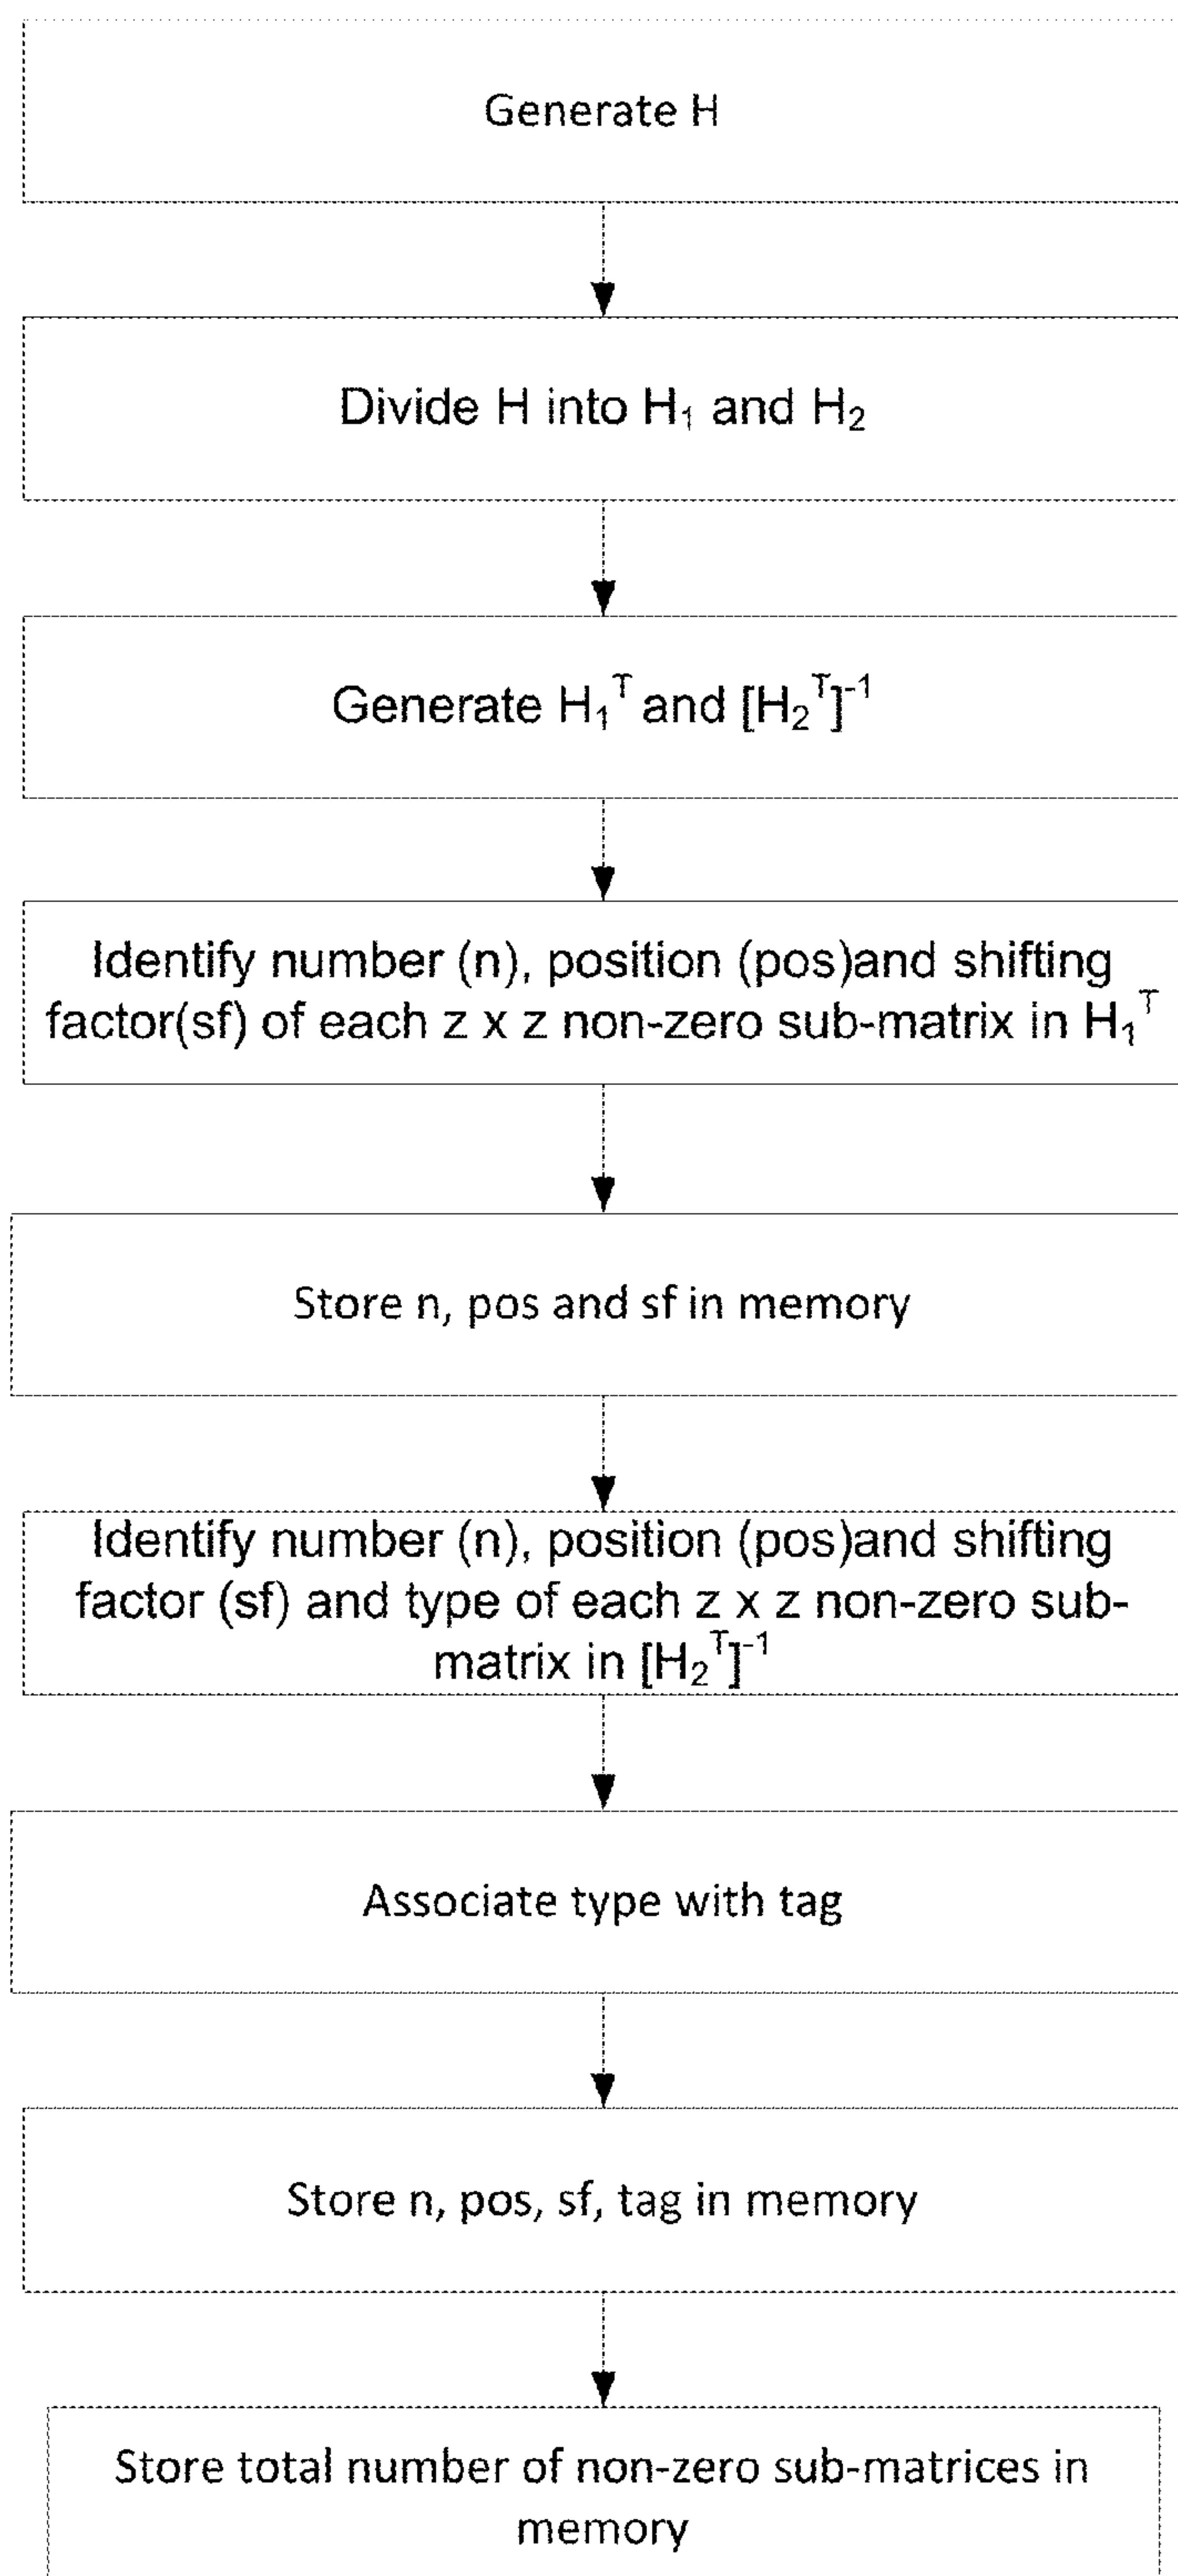 Generate H
Divide H into H₁ and H₂
Generate H₁ᵀ and [H₂ᵀ]⁻¹
Identify number (n), position (pos)and shifting
factor(sf) of each z x z non-zero sub-matrix in H₁ᵀ
Store n, pos and sf in memory
Identify number (n), position (pos)and shifting
factor (sf) and type of each z x z non-zero sub-
matrix in [H₂ᵀ]⁻¹
Associate type with tag
Store n, pos, sf, tag in memory
Store total number of non-zero sub-matrices in
memory